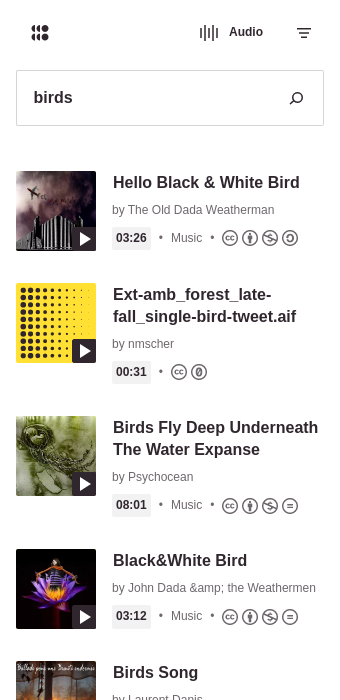 Audio
birds
Hello Black & White Bird
by The Old Dada Weatherman
03:26 • Music •
Ext-amb_forest_late-
fall_single-bird-tweet.aif
by nmscher
00:31 •
Birds Fly Deep Underneath
The Water Expanse
by Psychocean
08:01 • Music •
Black&White Bird
by John Dada &amp; the Weathermen
03:12 • Music •
Birds Song
by Laurent Danis